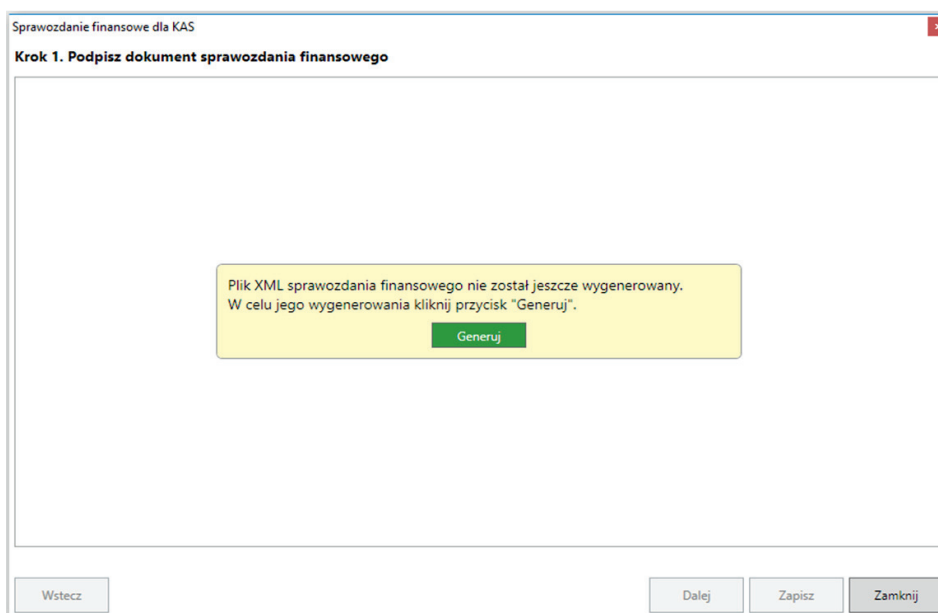 Sprawozdanie finansowe dla KAS
Krok 1. Podpisz dokument sprawozdania finansowego
Plik XML sprawozdania finansowego nie został jeszcze wygenerowany.
W celu jego wygenerowania kliknij przycisk "Generuj".
Generuj
Wstecz
Dalej
Zapisz
Zamknij